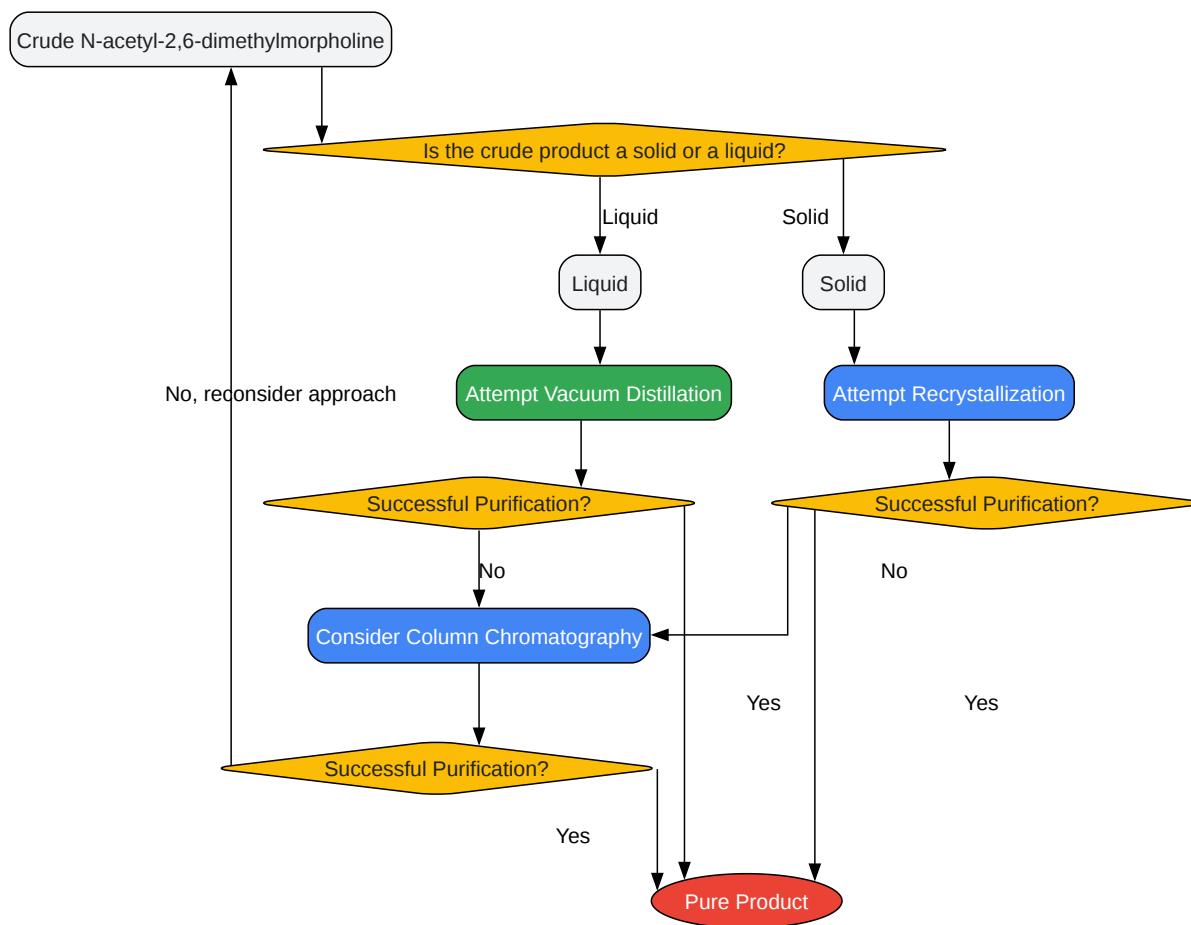 Crude N-acetyl-2,6-dimethylmorpholine
Is the crude product a solid or a liquid?
Liquid
Solid
Liquid
Solid
No, reconsider approach
Attempt Vacuum Distillation
Attempt Recrystallization
Successful Purification?
Successful Purification?
No
No
Consider Column Chromatography
Yes
Yes
Successful Purification?
Yes
Pure Product